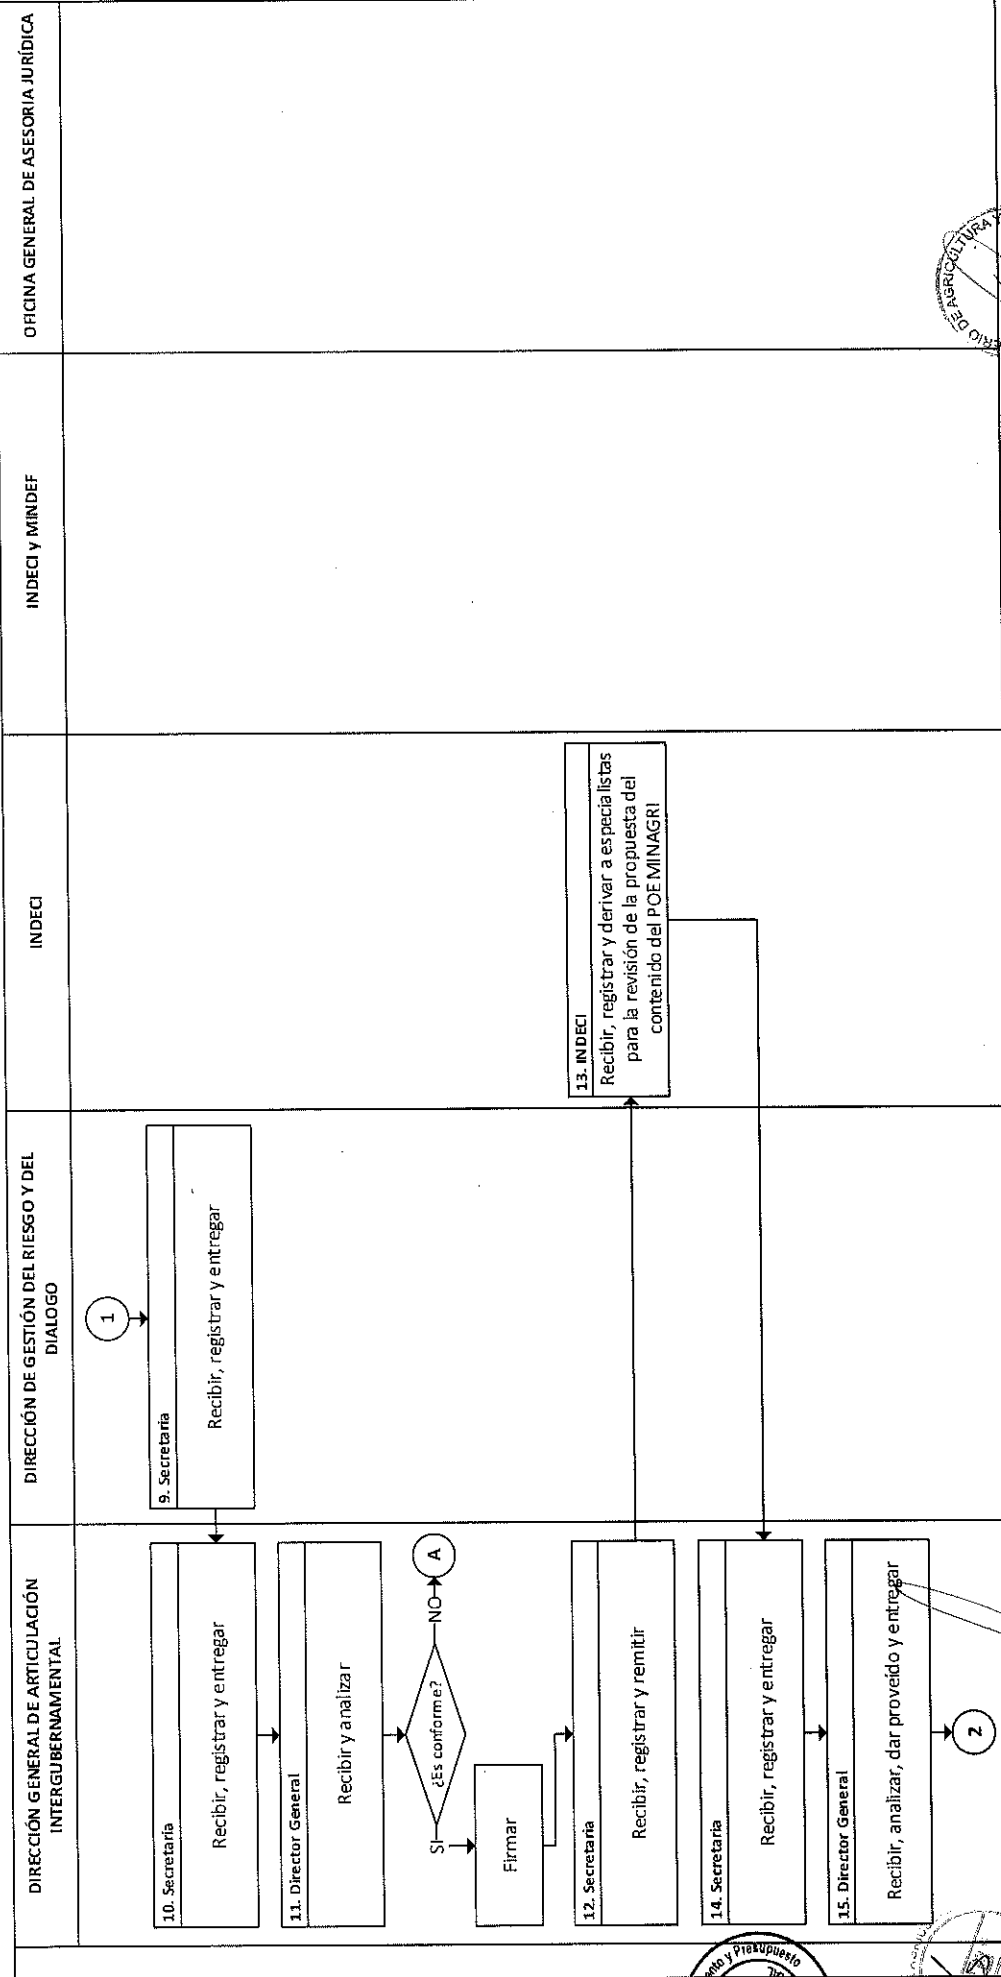 DIRECCIÓN GENERAL DE ARTICULACIÓN
INTERGUBERNAMENTAL
DIRECCIÓN DE GESTIÓN DEL RIESGO Y DEL
DIALOGO
INDECI
INDECI y MINDEF
OFICINA GENERAL DE ASESORIA JURÍDICA
1
9. Secretaria
Recibir, registrar y entregar
10. Secretaria
Recibir, registrar y entregar
11. Director General
Recibir y analizar
¿Es conforme?
SI
NO
A
Firmar
12. Secretaria
Recibir, registrar y remitir
13. INDECI
Recibir, registrar y derivar a especialistas
para la revisión de la propuesta del
contenido del POE MINAGRI
14. Secretaria
Recibir, registrar y entregar
15. Director General
Recibir, analizar, dar proveído y entregar
2
DE AGRICULTURA Y
y Presupuesto